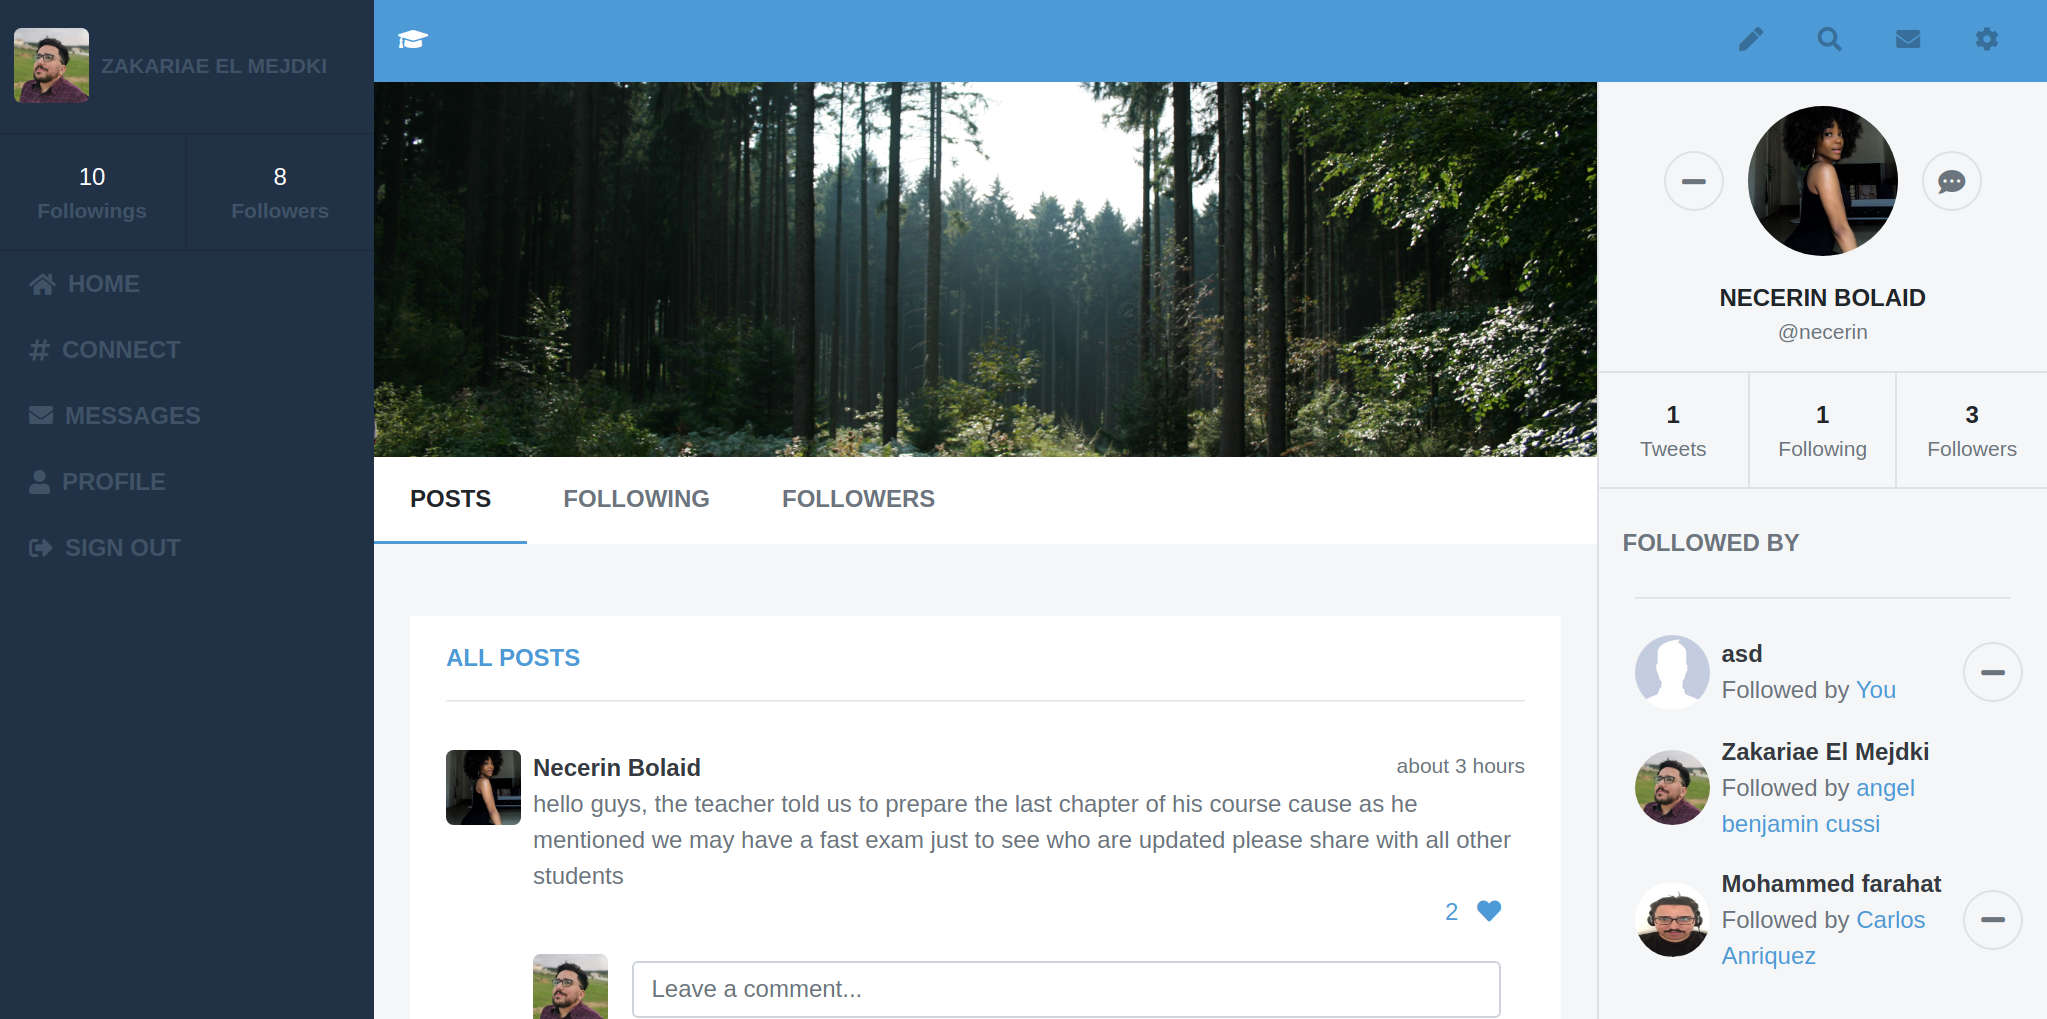 ZAKARIAE EL MEJDKI
10
Followings
8
Followers
HOME
CONNECT
MESSAGES
PROFILE
SIGN OUT
POSTS
FOLLOWING
FOLLOWERS
ALL POSTS
Necerin Bolaid
about 3 hours
hello guys, the teacher told us to prepare the last chapter of his course cause as he
mentioned we may have a fast exam just to see who are updated please share with all other
students
2
Leave a comment...
NECERIN BOLAID
@necerin
1
Tweets
1
Following
3
Followers
FOLLOWED BY
asd
Followed by You
Zakariae El Mejdki
Followed by angel
benjamin cussi
Mohammed farahat
Followed by Carlos
Anriquez